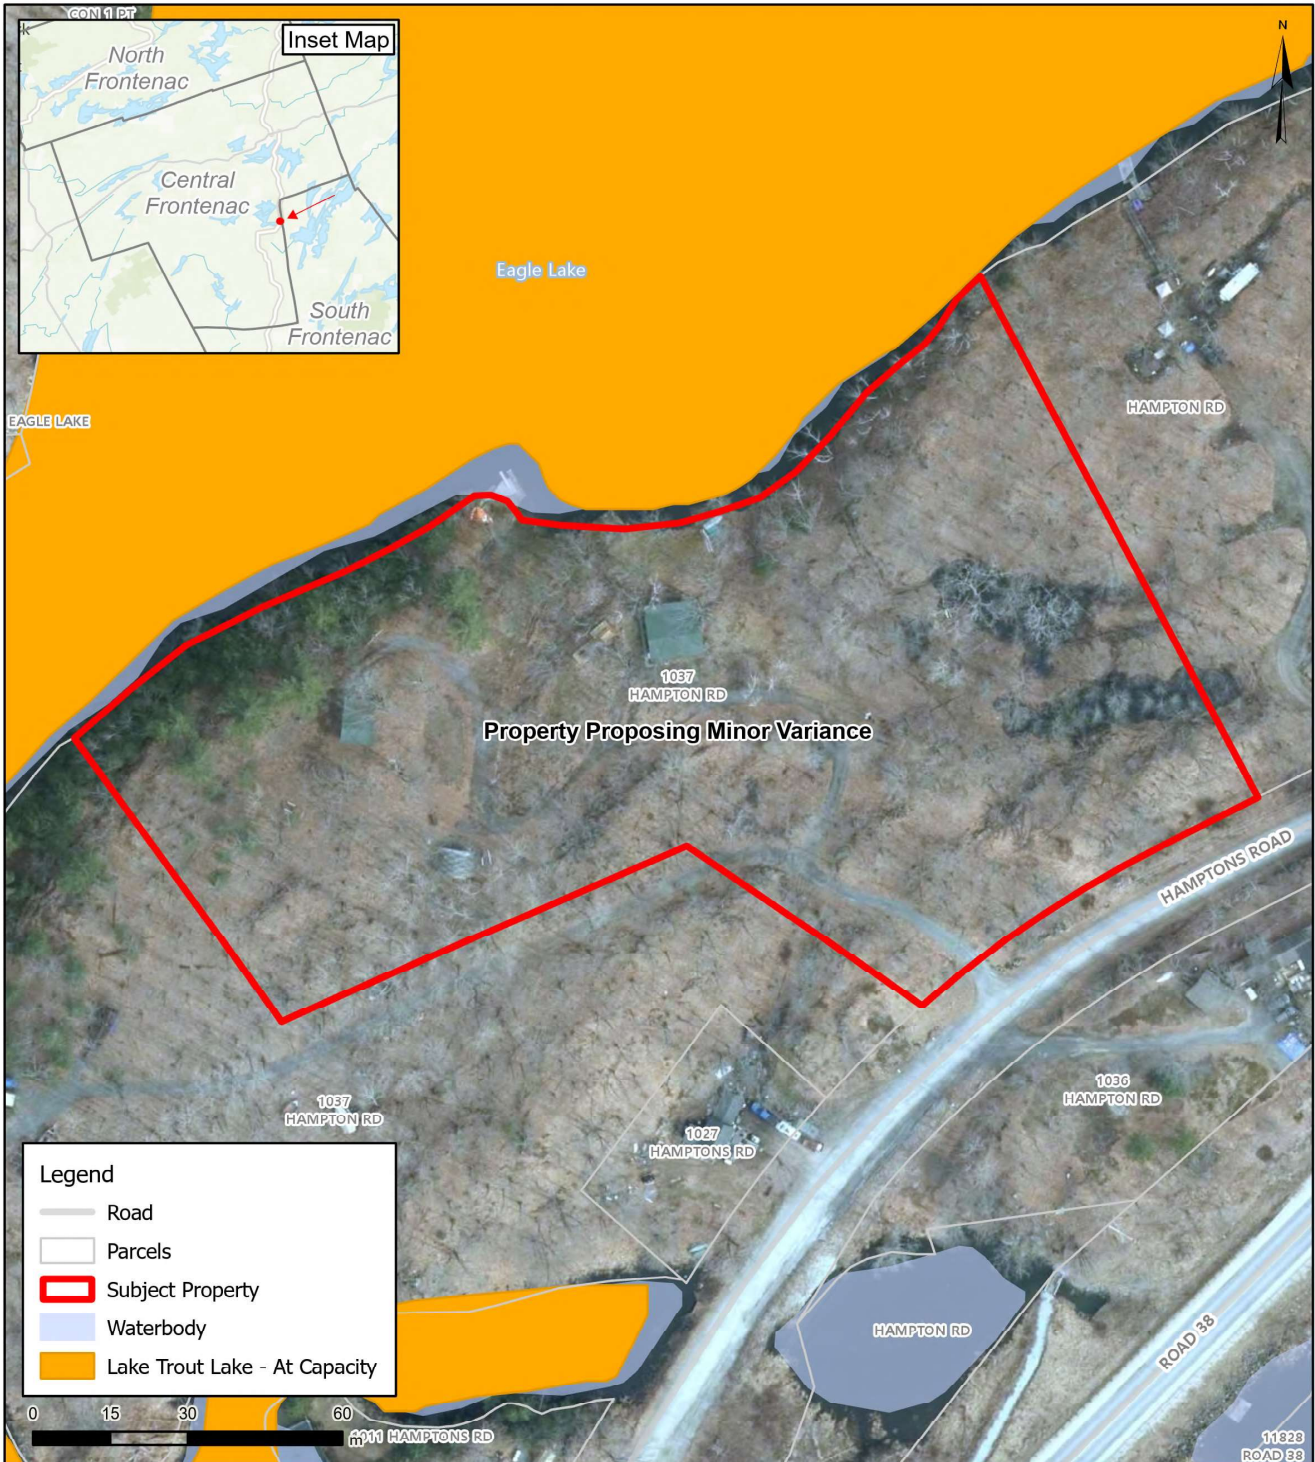 CON 1 PT
Inset Map
North
Frontenac
Central
Frontenac
South
Frontenac
N
Eagle Lake
EAGLE LAKE
HAMPTON RD
1037
HAMPTON RD
Property Proposing Minor Variance
HAMPTONS ROAD
1037
HAMPTON RD
1027
HAMPTONS RD
1036
HAMPTON RD
HAMPTON RD
ROAD 38
Legend
Road
Parcels
Subject Property
Waterbody
Lake Trout Lake - At Capacity
0 15 30 60
m
1011 HAMPTONS RD
11828
ROAD 38